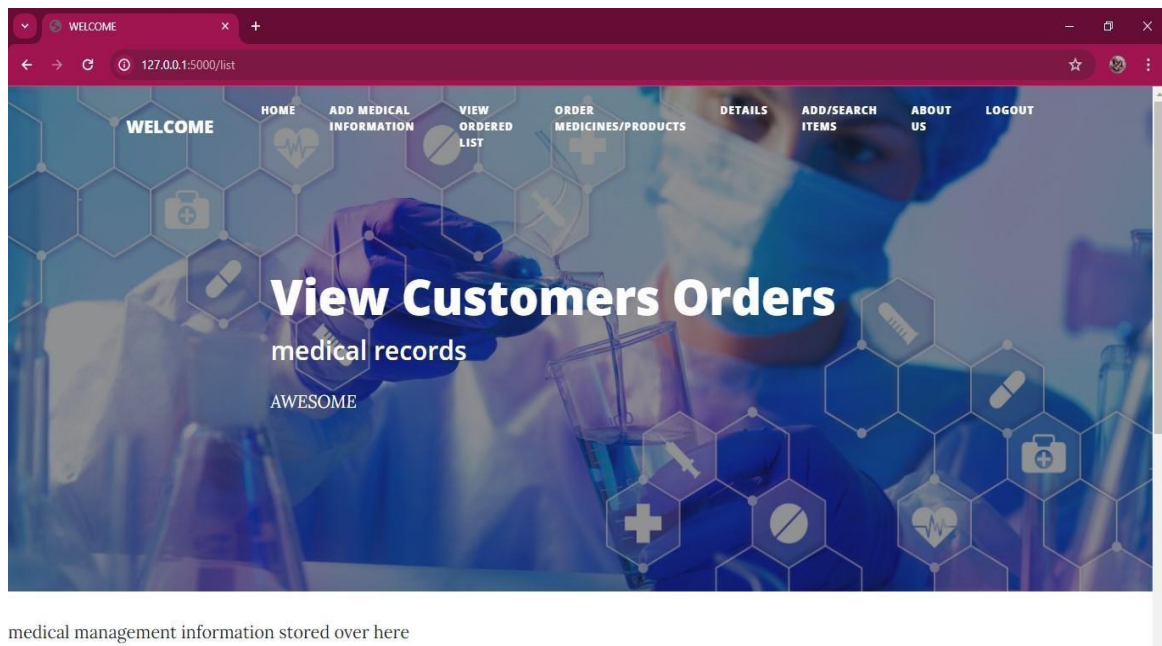 WELCOME
127.0.0.1:5000/list
WELCOME
HOME
ADD MEDICAL
INFORMATION
VIEW
ORDERED
LIST
ORDER
MEDICINES/PRODUCTS
DETAILS
ADD/SEARCH
ITEMS
ABOUT
US
LOGOUT
View Customers Orders
medical records
AWESOME
medical management information stored over here